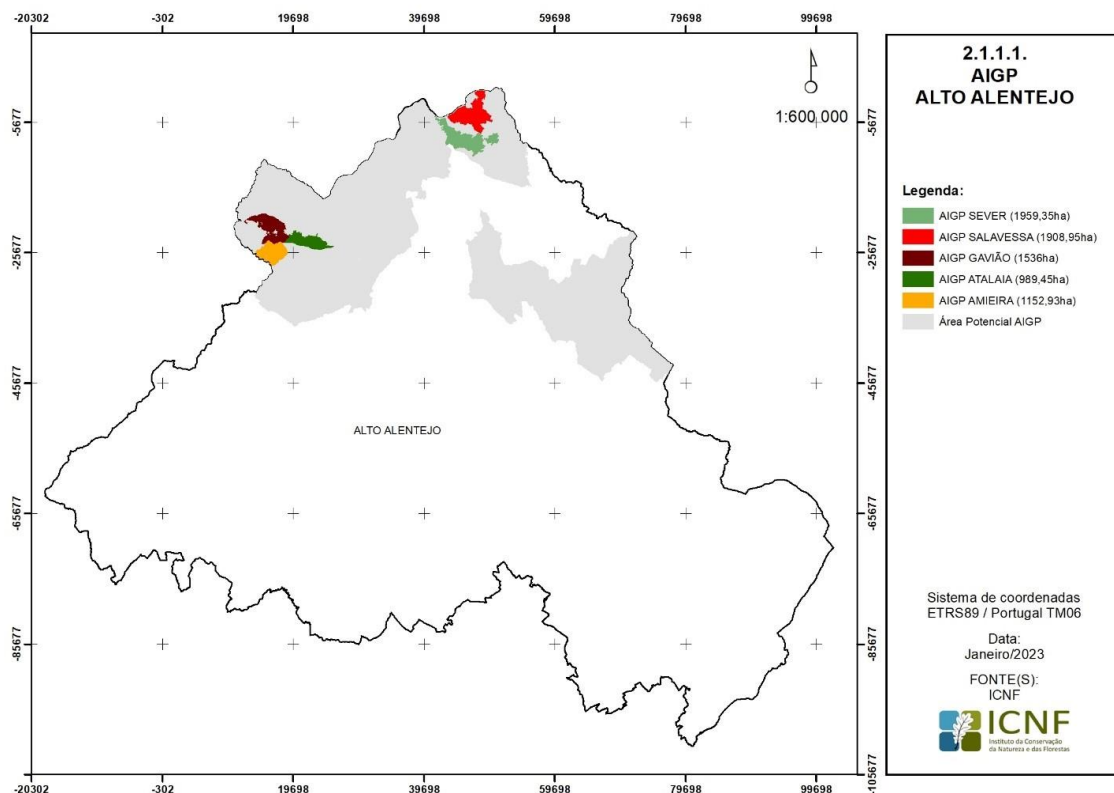 -20302 -302 19698 39698 59698 79698 99698
-5677
-25677
-45677
-65677
-85677
-105677
1:600,000
ALTO ALENTEJO
-5677
-25677
-45677
-65677
-85677
-20302 -302 19698 39698 59698 79698 99698
2.1.1.1.
AIGP
ALTO ALENTEJO
Legenda:
AIGP SEVER (1959,35ha)
AIGP SALAVESSA (1908,95ha)
AIGP GAVIÃO (1536ha)
AIGP ATALAIA (989,45ha)
AIGP AMIEIRA (1152,93ha)
Área Potencial AIGP
Sistema de coordenadas
ETRS89 / Portugal TM06
Data:
Janeiro/2023
FONTE(S):
ICNF
ICNF
Instituto da Conservação
da Natureza e das Florestas